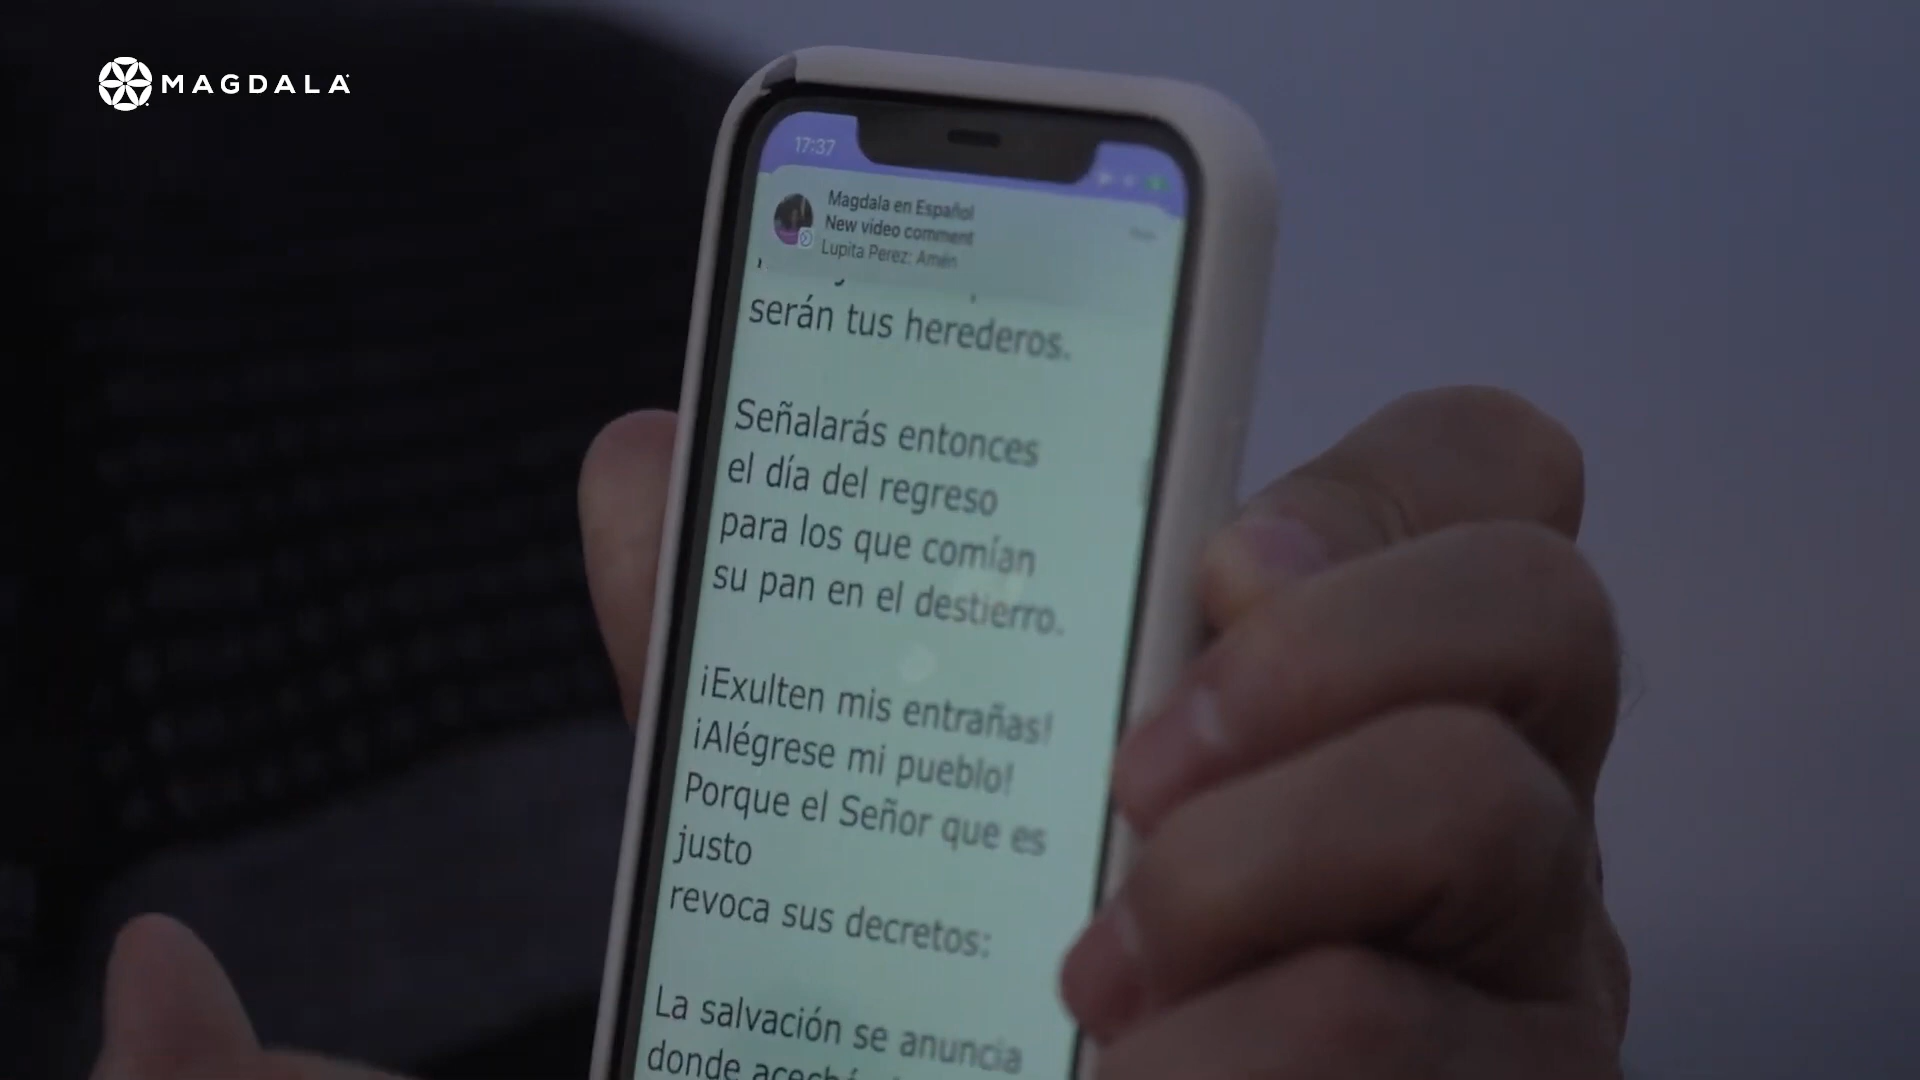 MAGDALA
17:37
Magdala en Español
New video comment
Lupita Perez: Amén
serán tus herederos.
Señalarás entonces
el día del regreso
para los que comían
su pan en el destierro.
¡Exulten mis entrañas!
¡Alégrese mi pueblo!
Porque el Señor que es
justo
revoca sus decretos:
La salvación se anuncia
donde